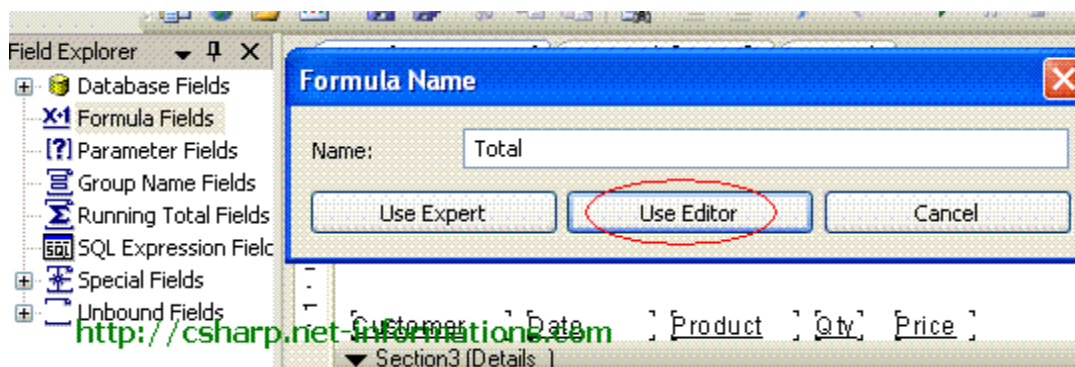 Field Explorer
Database Fields
Formula Fields
Parameter Fields
Group Name Fields
Running Total Fields
SQL Expression Fielc
Special Fields
Unbound Fields
Formula Name
Name: Total
Use Expert Use Editor Cancel
Customer Date Product Qty Price
http://csharp.net-informations.com
Section3 (Details )